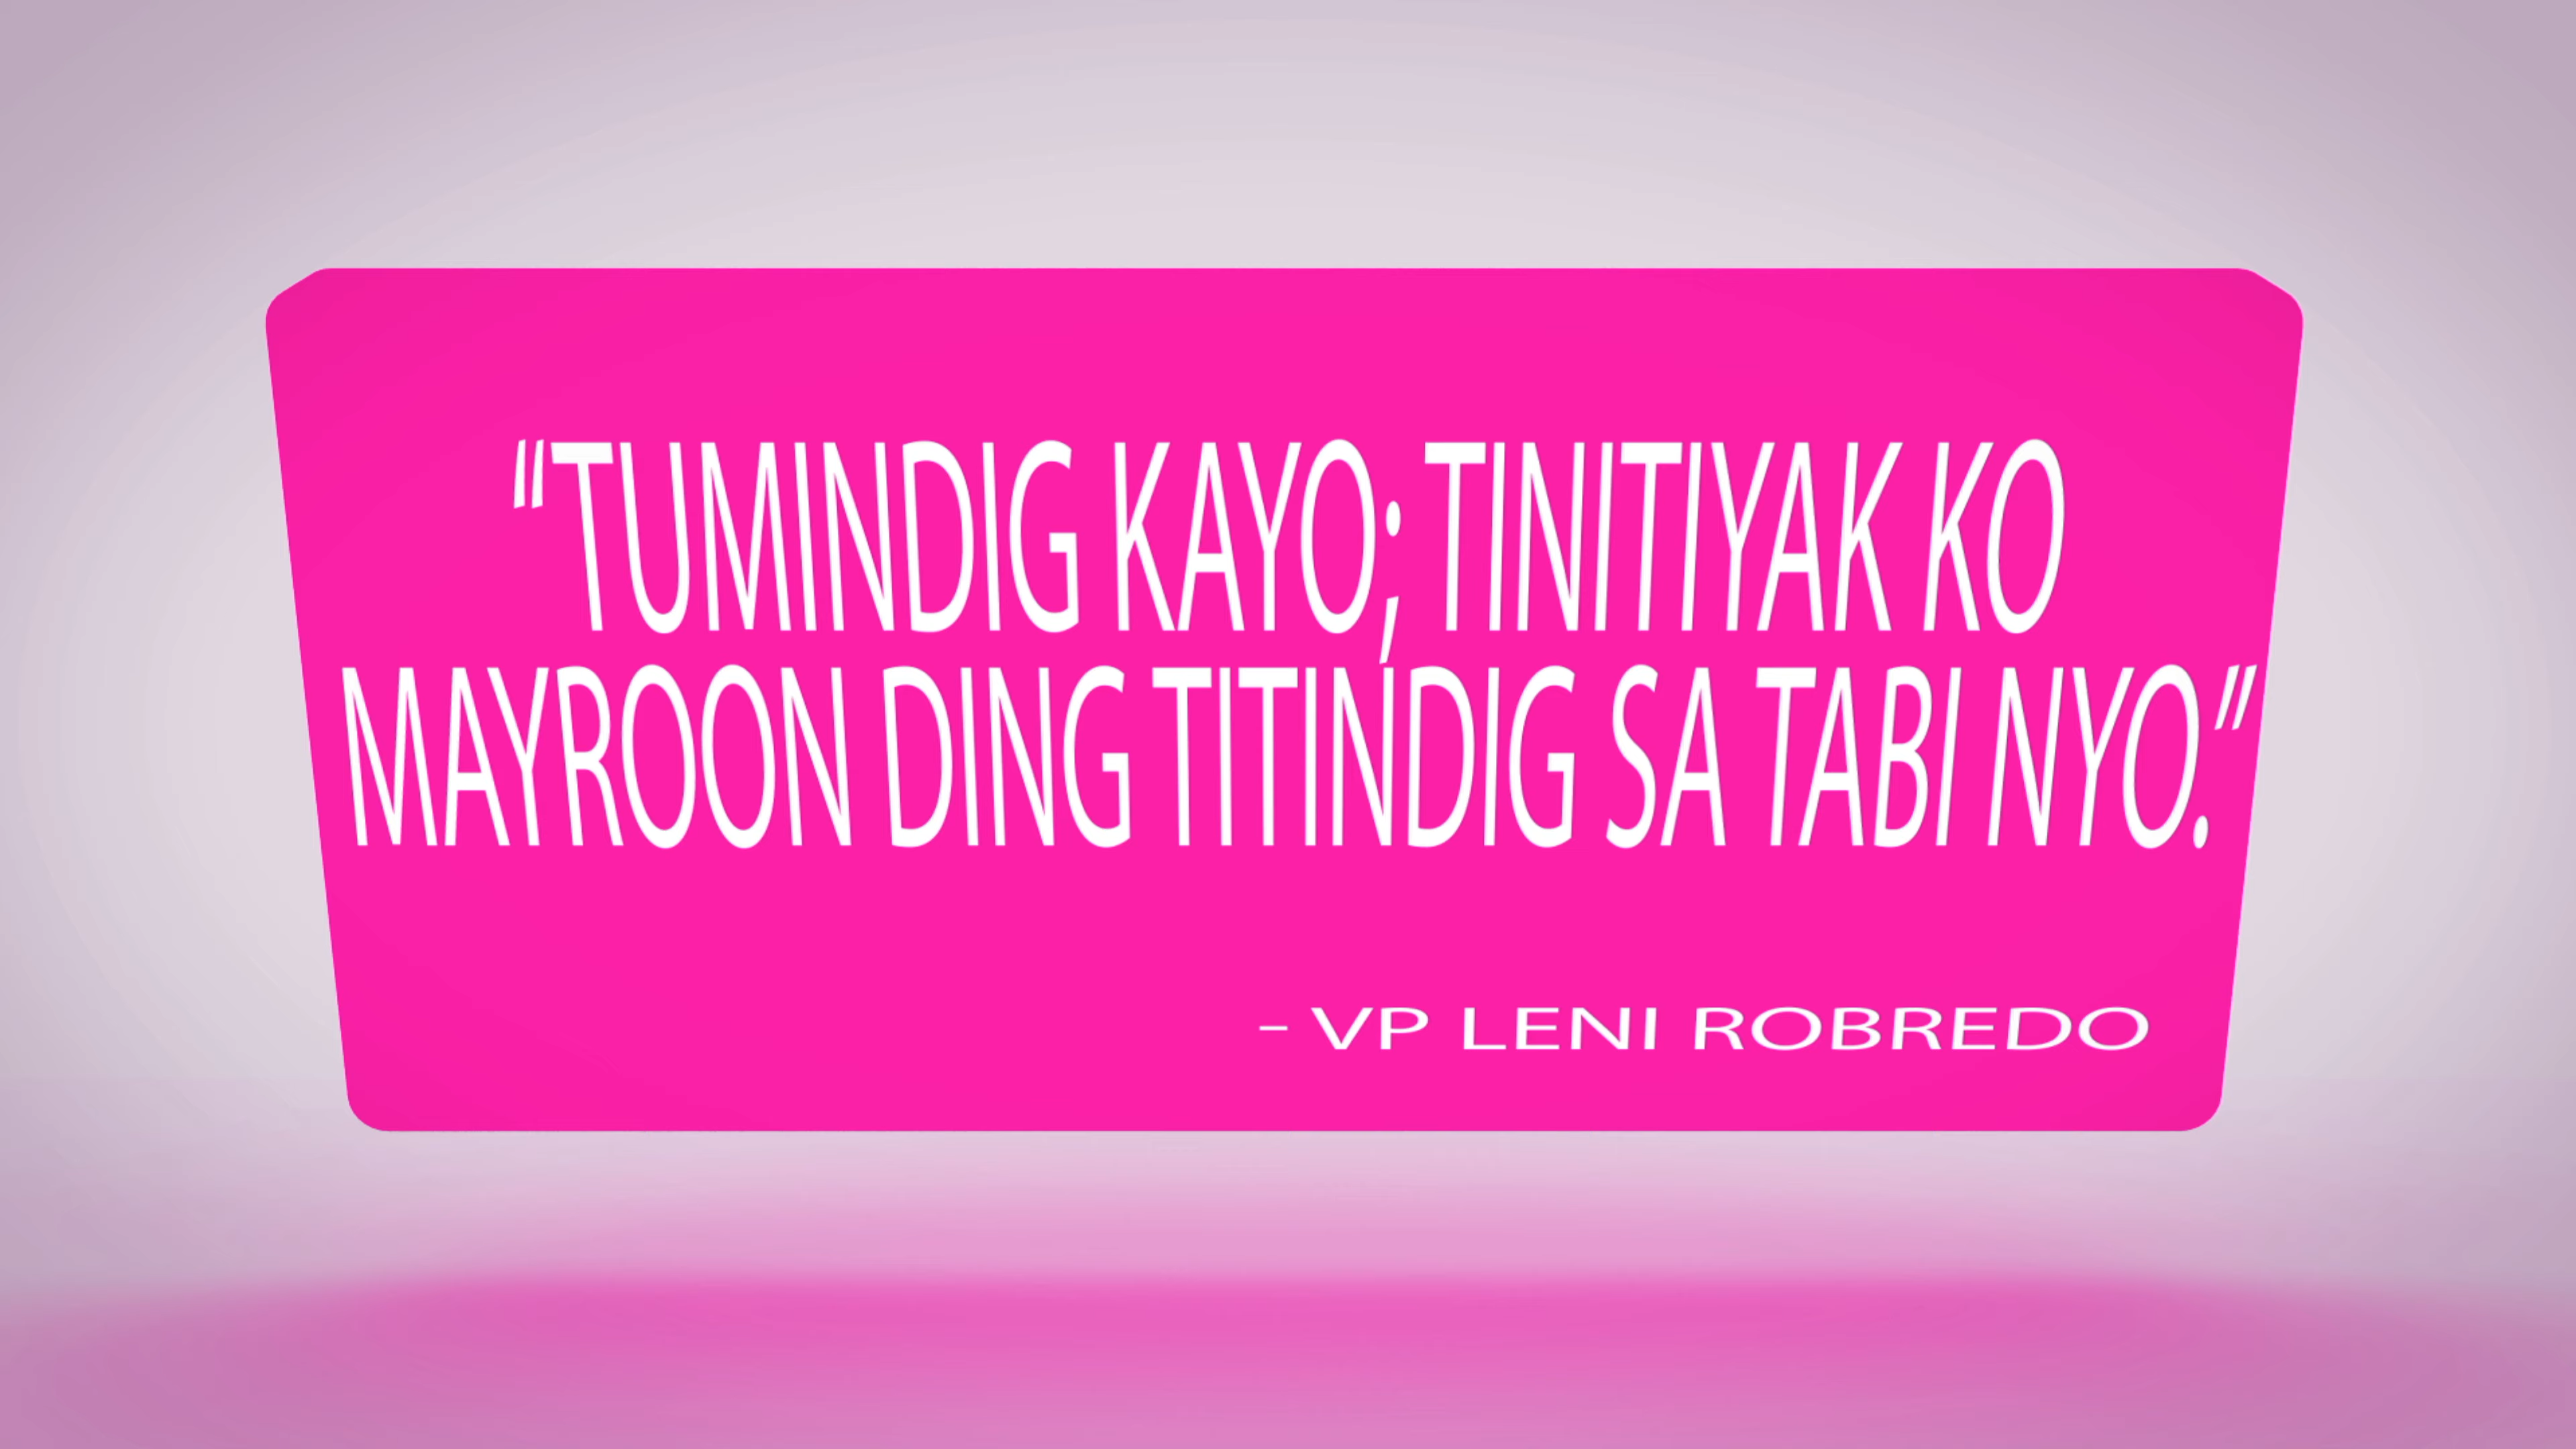 “TUMINDIG KAYO; TINITIYAK KO
MAYROON DING TITINDIG SA TABI NYO.”
- VP LENI ROBREDO